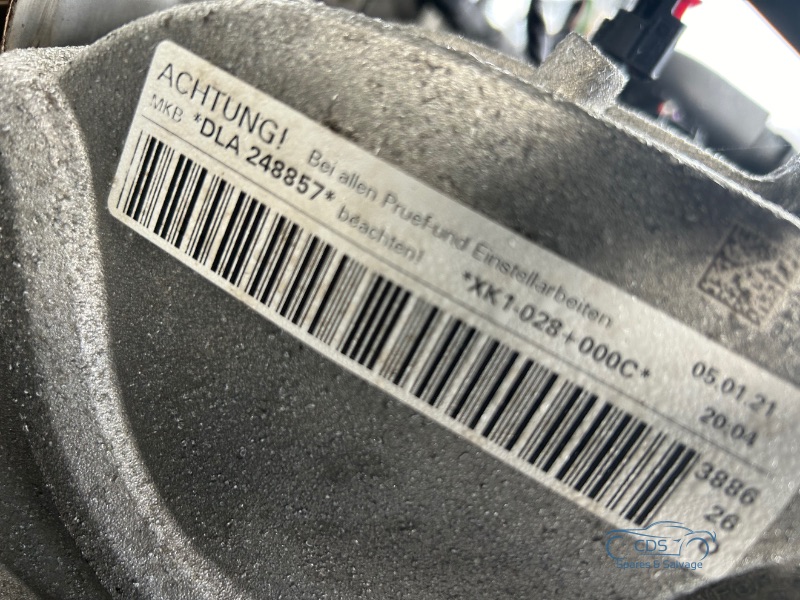 ACHTUNG! Bei allen Pruef-und Einstellarbeiten beachten!
MKB *DLA 248857* *XK1-028+000C*
05.01.21
20:04
3886
26
CDS
Spares & Salvage